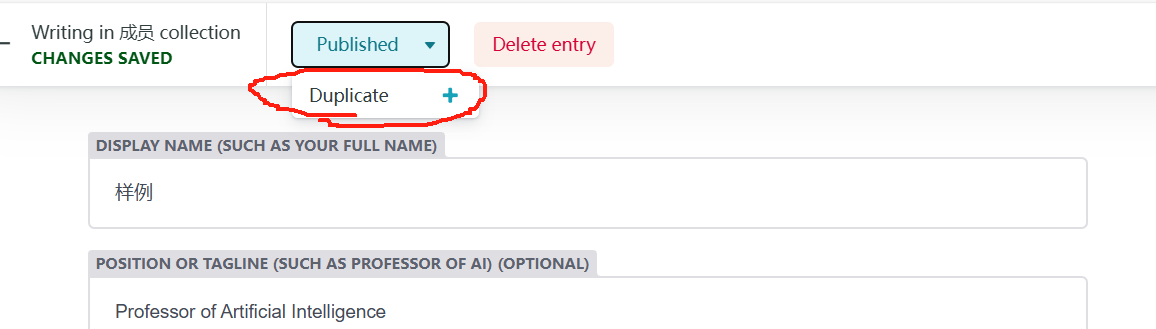 Writing in 成员 collection
CHANGES SAVED
Published
Delete entry
Duplicate
DISPLAY NAME (SUCH AS YOUR FULL NAME)
样例
POSITION OR TAGLINE (SUCH AS PROFESSOR OF AI) (OPTIONAL)
Professor of Artificial Intelligence